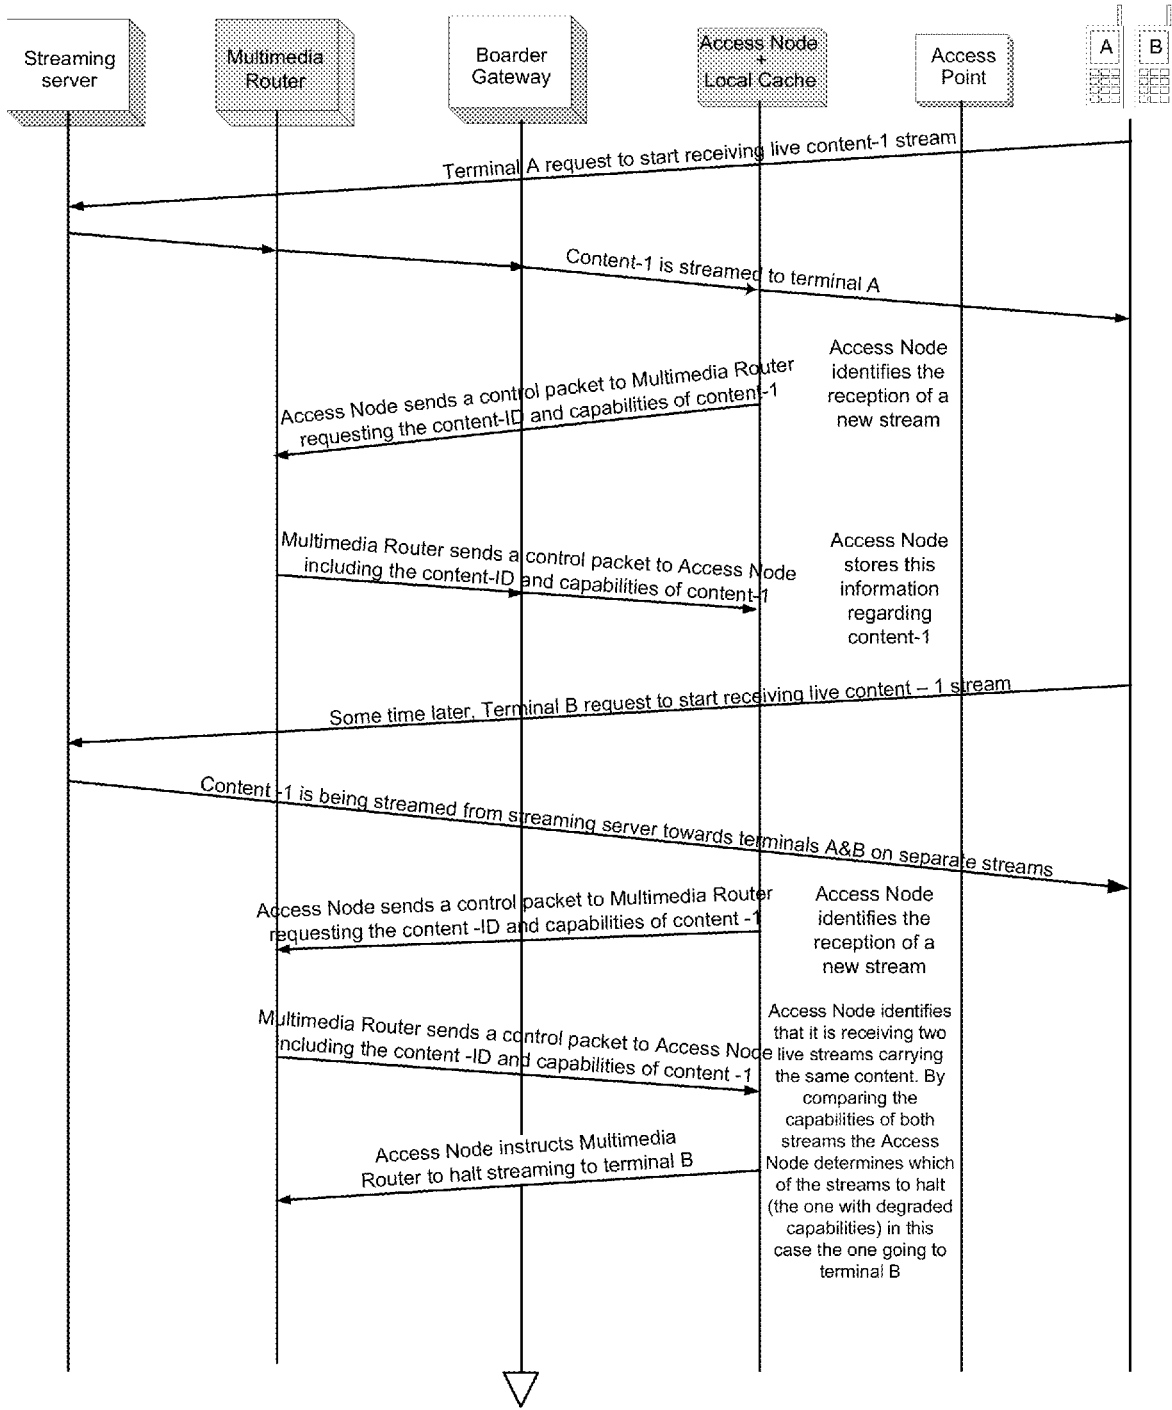 Streaming
server
Multimedia
Router
Boarder
Gateway
Access Node
+
Local Cache
Access
Point
A
B
Terminal A request to start receiving live content-1 stream
Content-1 is streamed to terminal A
Access Node
identifies the
reception of a
new stream
Access Node sends a control packet to Multimedia Router
requesting the content-ID and capabilities of content-1
Multimedia Router sends a control packet to Access Node
including the content-ID and capabilities of content-1
Access Node
stores this
information
regarding
content-1
Some time later, Terminal B request to start receiving live content – 1 stream
Content -1 is being streamed from streaming server towards terminals A&B on separate streams
Access Node sends a control packet to Multimedia Router
requesting the content -ID and capabilities of content -1
Access Node
identifies the
reception of a
new stream
Multimedia Router sends a control packet to Access Node
including the content -ID and capabilities of content -1
Access Node identifies
that it is receiving two
live streams carrying
the same content. By
comparing the
capabilities of both
streams the Access
Node determines which
of the streams to halt
(the one with degraded
capabilities) in this
case the one going to
terminal B
Access Node instructs Multimedia
Router to halt streaming to terminal B